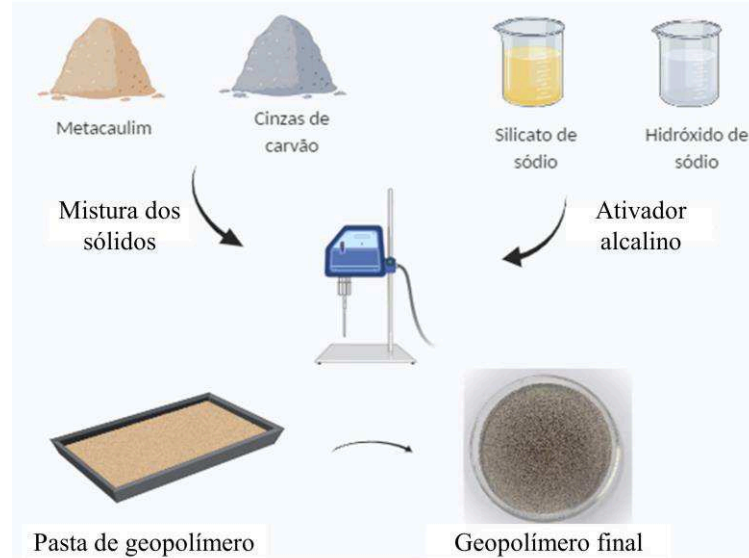 Metacaulim
Cinzas de
carvão
Silicato de
sódio
Hidróxido de
sódio
Mistura dos
sólidos
Ativador
alcalino
Pasta de geopolímero
Geopolímero final